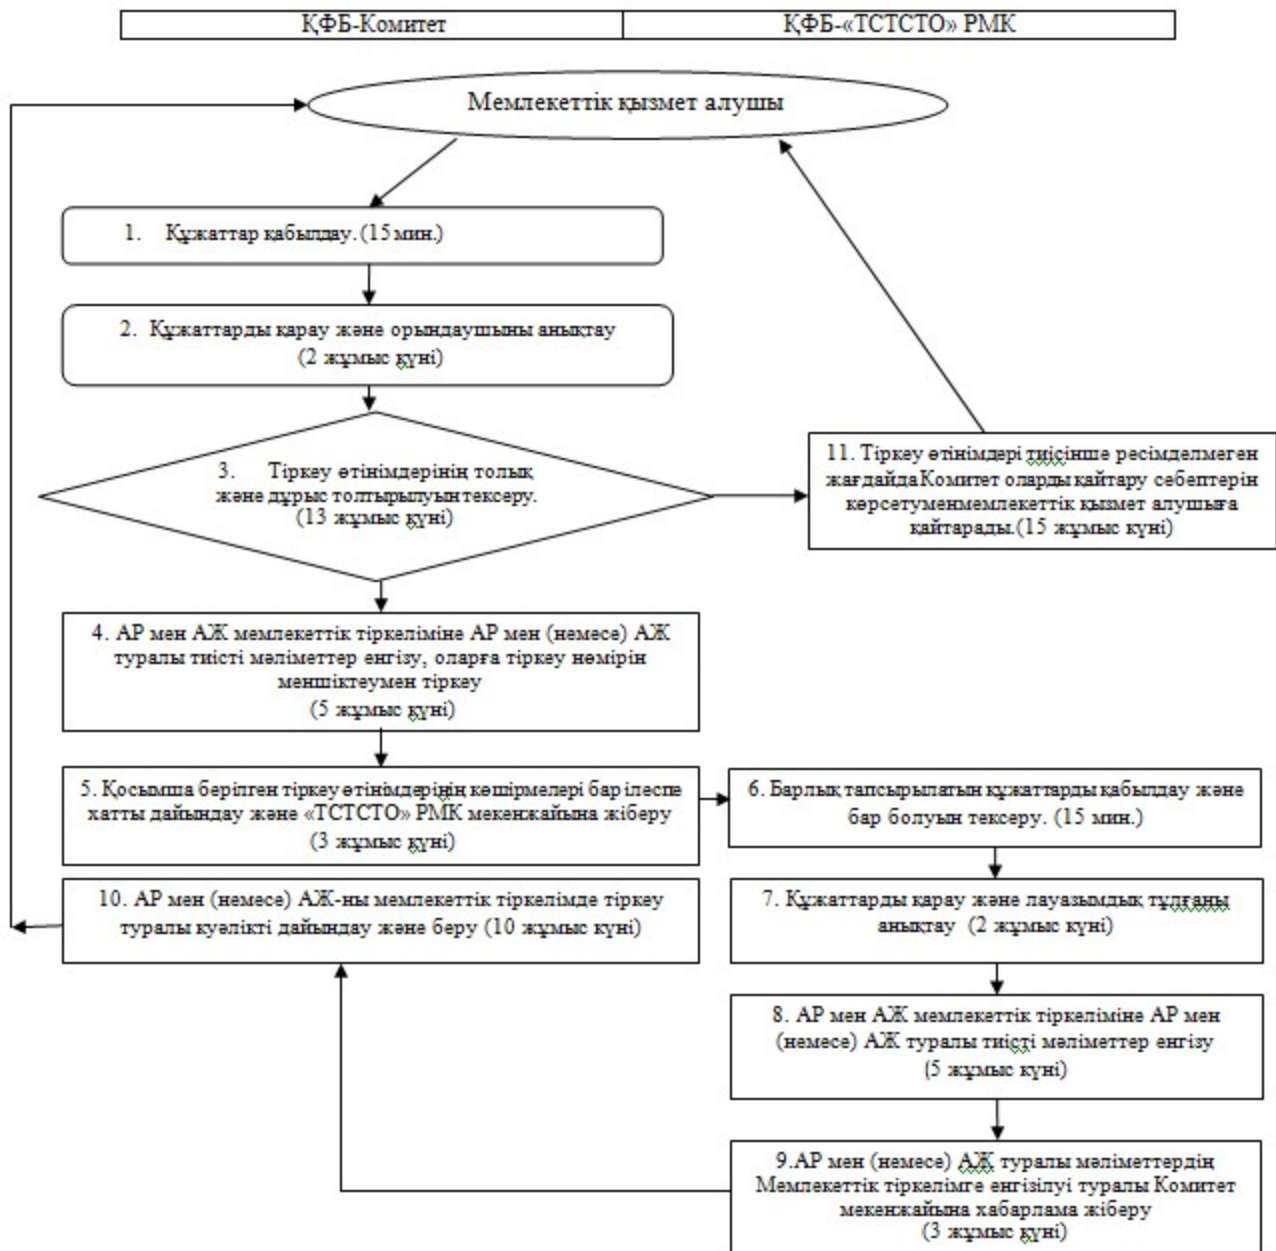 ҚФБ-Комитет
ҚФБ-«ТСТСТО» РМК
Мемлекеттік қызмет алушы
1. Құжаттар қабылдау. (15 мин.)
2. Құжаттарды қарау және орындаушыны анықтау
(2 жұмыс күні)
3. Тіркеу өтінімдерінің толық
және дұрыс толтырылуын тексеру.
(13 жұмыс күні)
11. Тіркеу өтінімдері тиісінше ресімделмеген
жағдайда Комитет оларды қайтару себептерін
көрсетумен мемлекеттік қызмет алушыға
қайтарады. (15 жұмыс күні)
4. АР мен АЖ мемлекеттік тіркеліміне АР мен (немесе) АЖ
туралы тиісті мәліметтер енгізу, оларға тіркеу нөмірін
меншіктеумен тіркеу
(5 жұмыс күні)
5. Қосымша берілген тіркеу өтінімдерінің көшірмелері бар ілеспе
хатты дайындау және «ТСТСТО» РМК мекенжайына жіберу
(3 жұмыс күні)
6. Барлық тапсырылатын құжаттарды қабылдау және
бар болуын тексеру. (15 мин.)
10. АР мен (немесе) АЖ-ны мемлекеттік тіркелімде тіркеу
туралы куәлікті дайындау және беру (10 жұмыс күні)
7. Құжаттарды қарау және лауазымдық тұлғаны
анықтау (2 жұмыс күні)
8. АР мен АЖ мемлекеттік тіркеліміне АР мен
(немесе) АЖ туралы тиісті мәліметтер енгізу
(5 жұмыс күні)
9.АР мен (немесе) АЖ туралы мәліметтердің
Мемлекеттік тіркелімге енгізілуі туралы Комитет
мекенжайына хабарлама жіберу
(3 жұмыс күні)